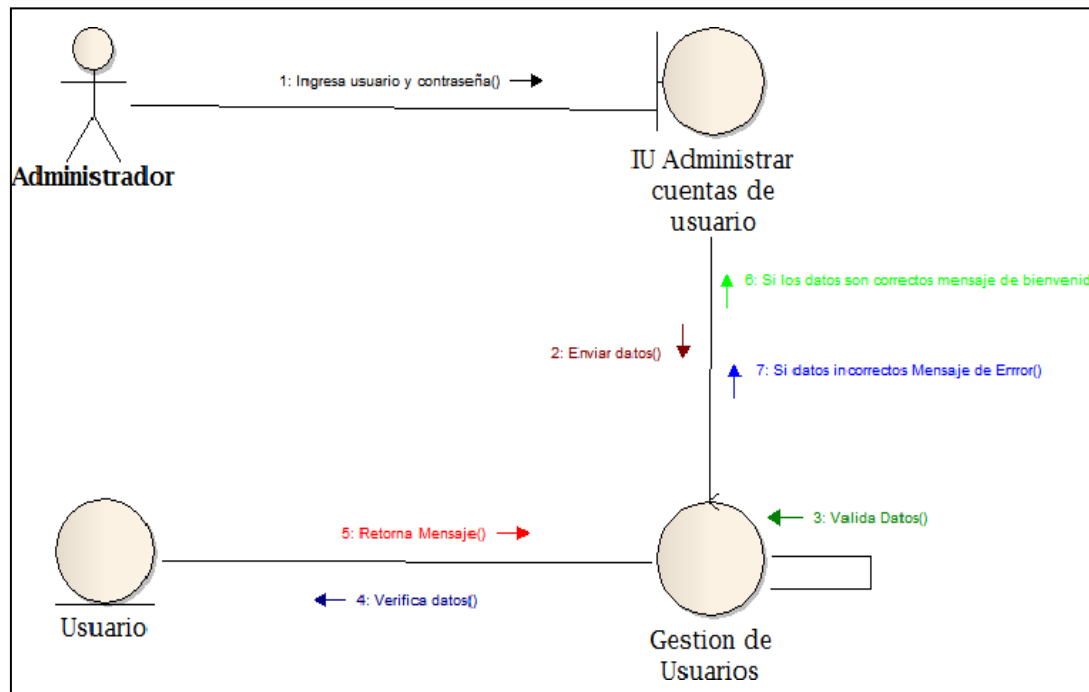 1: Ingresa usuario y contraseña()
Administrador
IU Administrar
cuentas de
usuario
6: Si los datos son correctos mensaje de bienvenid
2: Enviar datos()
7: Si datos incorrectos Mensaje de Errror()
3: Valida Datos()
5: Retorna Mensaje()
4: Verifica datos()
Usuario
Gestion de
Usuarios